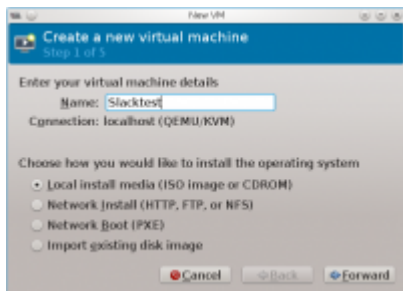 New VM
Create a new virtual machine
Step 1 of 5
Enter your virtual machine details
Name: Slacktest
Connection: localhost (QEMU/KVM)
Choose how you would like to install the operating system
Local install media (ISO image or CDROM)
Network Install (HTTP, FTP, or NFS)
Network Boot (PXE)
Import existing disk image
Cancel Back Forward